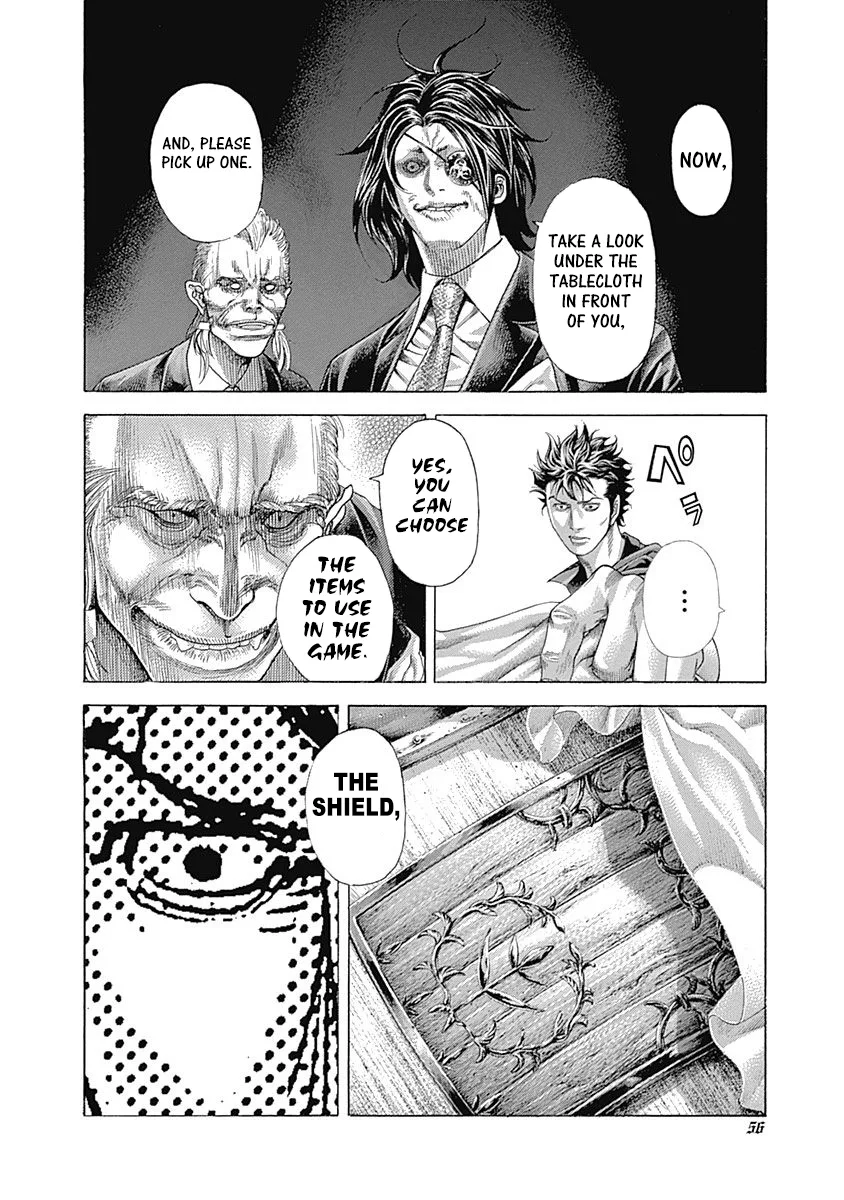 NOW,
TAKE A LOOK
UNDER THE
TABLECLOTH
IN FRONT
OF YOU,
AND, PLEASE
PICK UP ONE.
ペラ
...
YES,
YOU
CAN
CHOOSE
THE
ITEMS
TO USE
IN THE
GAME.
THE
SHIELD,
56